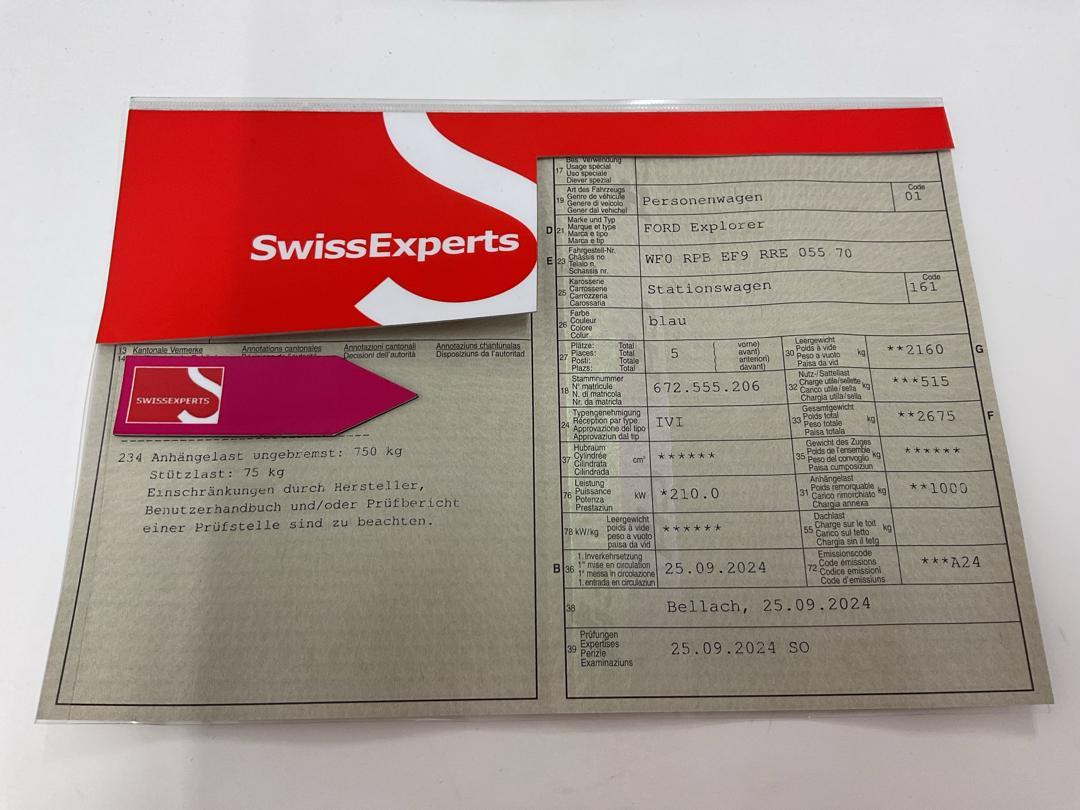 SwissExperts
13 Kantonale Vermerke Annotations cantonales Annotazioni cantonali Annotaziuns chantunalas
14 Decisioni dell'autorità Disposiziuns da l'autoritad
SWISSEXPERTS
234 Anhängelast ungebremst: 750 kg
Stützlast: 75 kg
Einschränkungen durch Hersteller,
Benutzerhandbuch und/oder Prüfbericht
einer Prüfstelle sind zu beachten.
17 Bes. Verwendung
Usage spécial
Uso speciale
Diever spezial
19 Art des Fahrzeugs
Genre de véhicule
Genere di veicolo
Gener dal vehichel
Personenwagen
Code
01
D 21 Marke und Typ
Marque et type
Marca e tipo
Marca e tip
FORD Explorer
E 23 Fahrgestell-Nr.
Châssis no
Telaio n.
Schassis nr.
WF0 RPB EF9 RRE 055 70
25 Karosserie
Carrosserie
Carrozzeria
Carossaria
Stationswagen
Code
161
26 Farbe
Couleur
Colore
Colur
blau
27 Plätze: Total
Places: Total
Posti: Totale
Plazs: Total
5
( vorne)
avant)
anteriori)
( davant)
30 Leergewicht
Poids à vide
Peso a vuoto
Paisa da vid
kg
**2160
G
18 Stammnummer
N° matricule
N. di matricola
Nr. da matricla
672.555.206
32 Nutz-/Sattellast
Charge utile/sellette
Carico utile/sella
Chargia utila/sella
kg
***515
24 Typengenehmigung
Réception par type
Approvazione del tipo
Approvaziun dal tip
IVI
33 Gesamtgewicht
Poids total
Peso totale
Paisa totala
kg
**2675
F
37 Hubraum
Cylindrée
Cilindrata
Cilindrada
cm³
******
35 Gewicht des Zuges
Poids de l'ensemble
Peso del convoglio
Paisa cumposiziun
kg
******
76 Leistung
Puissance
Potenza
Prestaziun
kW
*210.0
31 Anhängelast
Poids remorquable
Carico rimorchiato
Chargia annexa
kg
**1000
78 kW/kg Leergewicht
poids à vide
peso a vuoto
paisa da vid
******
55 Dachlast
Charge sur le toit
Carico sul tetto
Chargia sin il tetg
kg
B 36 1. Inverkehrsetzung
1re mise en circulation
1a messa in circolazione
1. entrada en circulaziun
25.09.2024
72 Emissionscode
Code émissions
Codice emissioni
Code d'emissiuns
***A24
38 Bellach, 25.09.2024
39 Prüfungen
Expertises
Perizie
Examinaziuns
25.09.2024 SO